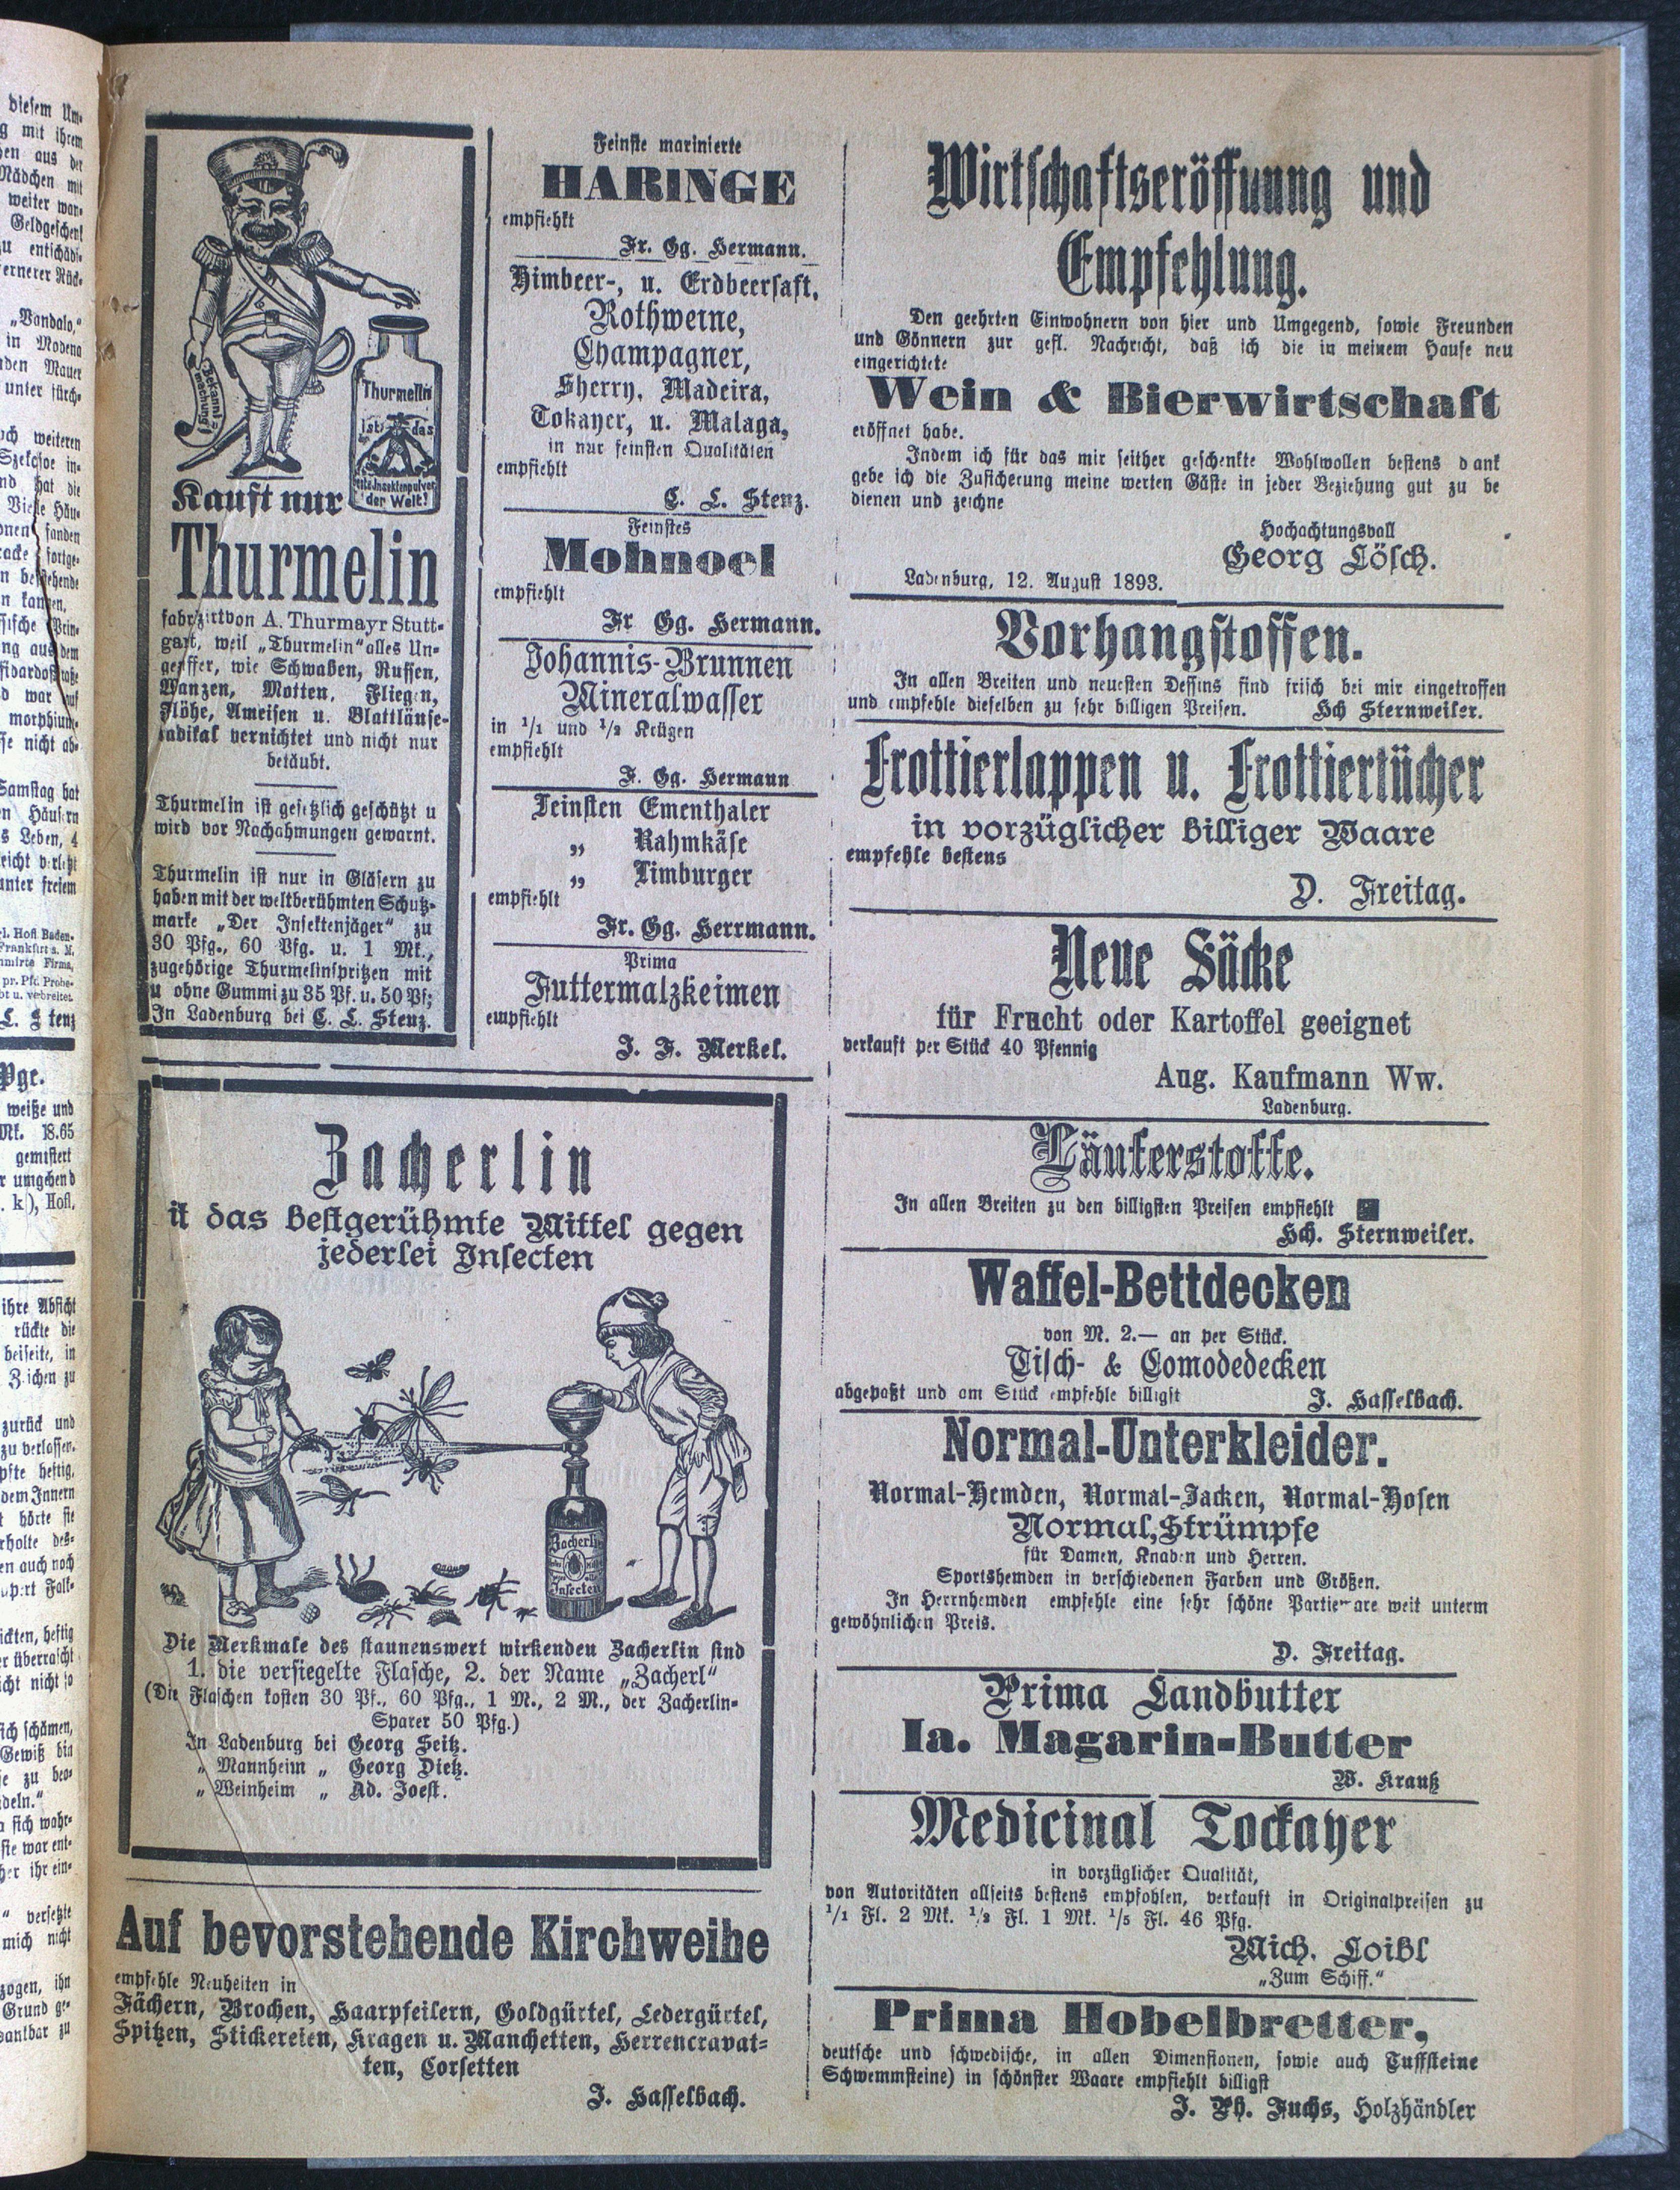 Bekanntmachung!
Thurmelin
ist das
beste Insektenpulver
der Welt!
Kauft nur
Thurmelin
fabrizirt von A. Thurmayr Stutt-
gart, weil „Thurmelin“ alles Un-
geziffer, wie Schwaben, Russen,
Wanzen, Motten, Fliegen,
Flöhe, Ameisen u. Blattläuse-
radikal vernichtet und nicht nur
betäubt.
Thurmelin ist gesetzlich geschützt u
wird vor Nachahmungen gewarnt.
Thurmelin ist nur in Gläsern zu
haben mit der weltberühmten Schutz-
marke „Der Insektenjäger“ zu
30 Pfg., 60 Pfg. u. 1 Mk.,
zugehörige Thurmelinspritzen mit
u ohne Gummi zu 35 Pf. u. 50 Pf;
In Ladenburg bei C. L. Stenz.
Feinste marinierte
HARINGE
empfiehlt
Fr. Gg. Hermann.
Himbeer-, u. Erdbeersaft,
Rothweine,
Champagner,
Sherry, Madeira,
Tokayer, u. Malaga,
in nur feinsten Qualitäten
empfiehlt
C. L. Stenz.
Feinstes
Mohnoel
empfiehlt
Fr Gg. Hermann.
Johannis-Brunnen
Mineralwasser
in 1/1 und 1/2 Krügen
empfiehlt
F. Gg. Hermann
Feinsten Ementhaler
„ Rahmkäse
„ Limburger
empfiehlt
Fr. Gg. Herrmann.
Prima
Futtermalzkeimen
empfiehlt
J. F. Merkel.
Zacherlin
it das bestgerühmte Mittel gegen
jederlei Insecten
Zacherlin
Insecten
Die Merkmale des staunenswert wirkenden Zacherlin sind
1. die versiegelte Flasche, 2. der Name „Zacherl“
(Die Flaschen kosten 30 Pf., 60 Pfg., 1 M., 2 M., der Zacherlin-
Sparer 50 Pfg.)
In Ladenburg bei Georg Seitz.
„ Mannheim „ Georg Dietz.
„ Weinheim „ Ad. Joest.
Auf bevorstehende Kirchweihe
empfehle Neuheiten in
Fächern, Brochen, Haarpfeilern, Goldgürtel, Ledergürtel,
Spitzen, Stickereien, Kragen u. Manchetten, Herrencravat-
ten, Corsetten
J. Hasselbach.
Wirtschaftseröffnung und
Empfehlung.
Den geehrten Einwohnern von hier und Umgegend, sowie Freunden
und Gönnern zur gefl. Nachricht, daß ich die in meinem Hause neu
eingerichtete
Wein & Bierwirtschaft
eröffnet habe.
Indem ich für das mir seither geschenkte Wohlwollen bestens dank
gebe ich die Zusicherung meine werten Gäste in jeder Beziehung gut zu be
dienen und zeichne
Hochachtungsvoll
Georg Lösch.
Ladenburg, 12. August 1893.
Vorhangstoffen.
In allen Breiten und neuesten Dessins sind frisch bei mir eingetroffen
und empfehle dieselben zu sehr billigen Preisen. Hch Sternweiler.
Frottierlappen u. Frottiertücher
in vorzüglicher billiger Waare
empfehle bestens
D. Freitag.
Neue Säcke
für Frucht oder Kartoffel geeignet
verkauft per Stück 40 Pfennig
Aug. Kaufmann Ww.
Ladenburg.
Läuferstoffe.
In allen Breiten zu den billigsten Preisen empfiehlt
Hch. Sternweiler.
Waffel-Bettdecken
von M. 2.— an per Stück.
Tisch- & Comodedecken
abgepaßt und am Stück empfehle billigst J. Hasselbach.
Normal-Unterkleider.
Normal-Hemden, Normal-Jacken, Normal-Hosen
Normal,Strümpfe
für Damen, Knaben und Herren.
Sportshemden in verschiedenen Farben und Größen.
In Herrnhemden empfehle eine sehr schöne Partieware weit unterm
gewöhnlichen Preis.
D. Freitag.
Prima Landbutter
Ia. Magarin-Butter
W. Krauß
Medicinal Tockayer
in vorzüglicher Qualität,
von Autoritäten allseits bestens empfohlen, verkauft in Originalpreisen zu
1/1 Fl. 2 Mk. 1/2 Fl. 1 Mk. 1/5 Fl. 46 Pfg.
Mich. Loibl
„Zum Schiff.“
Prima Hobelbretter,
deutsche und schwedische, in allen Dimensionen, sowie auch Tuffsteine
Schwemmsteine) in schönster Waare empfiehlt billigst
J. Ph. Fuchs, Holzhändler